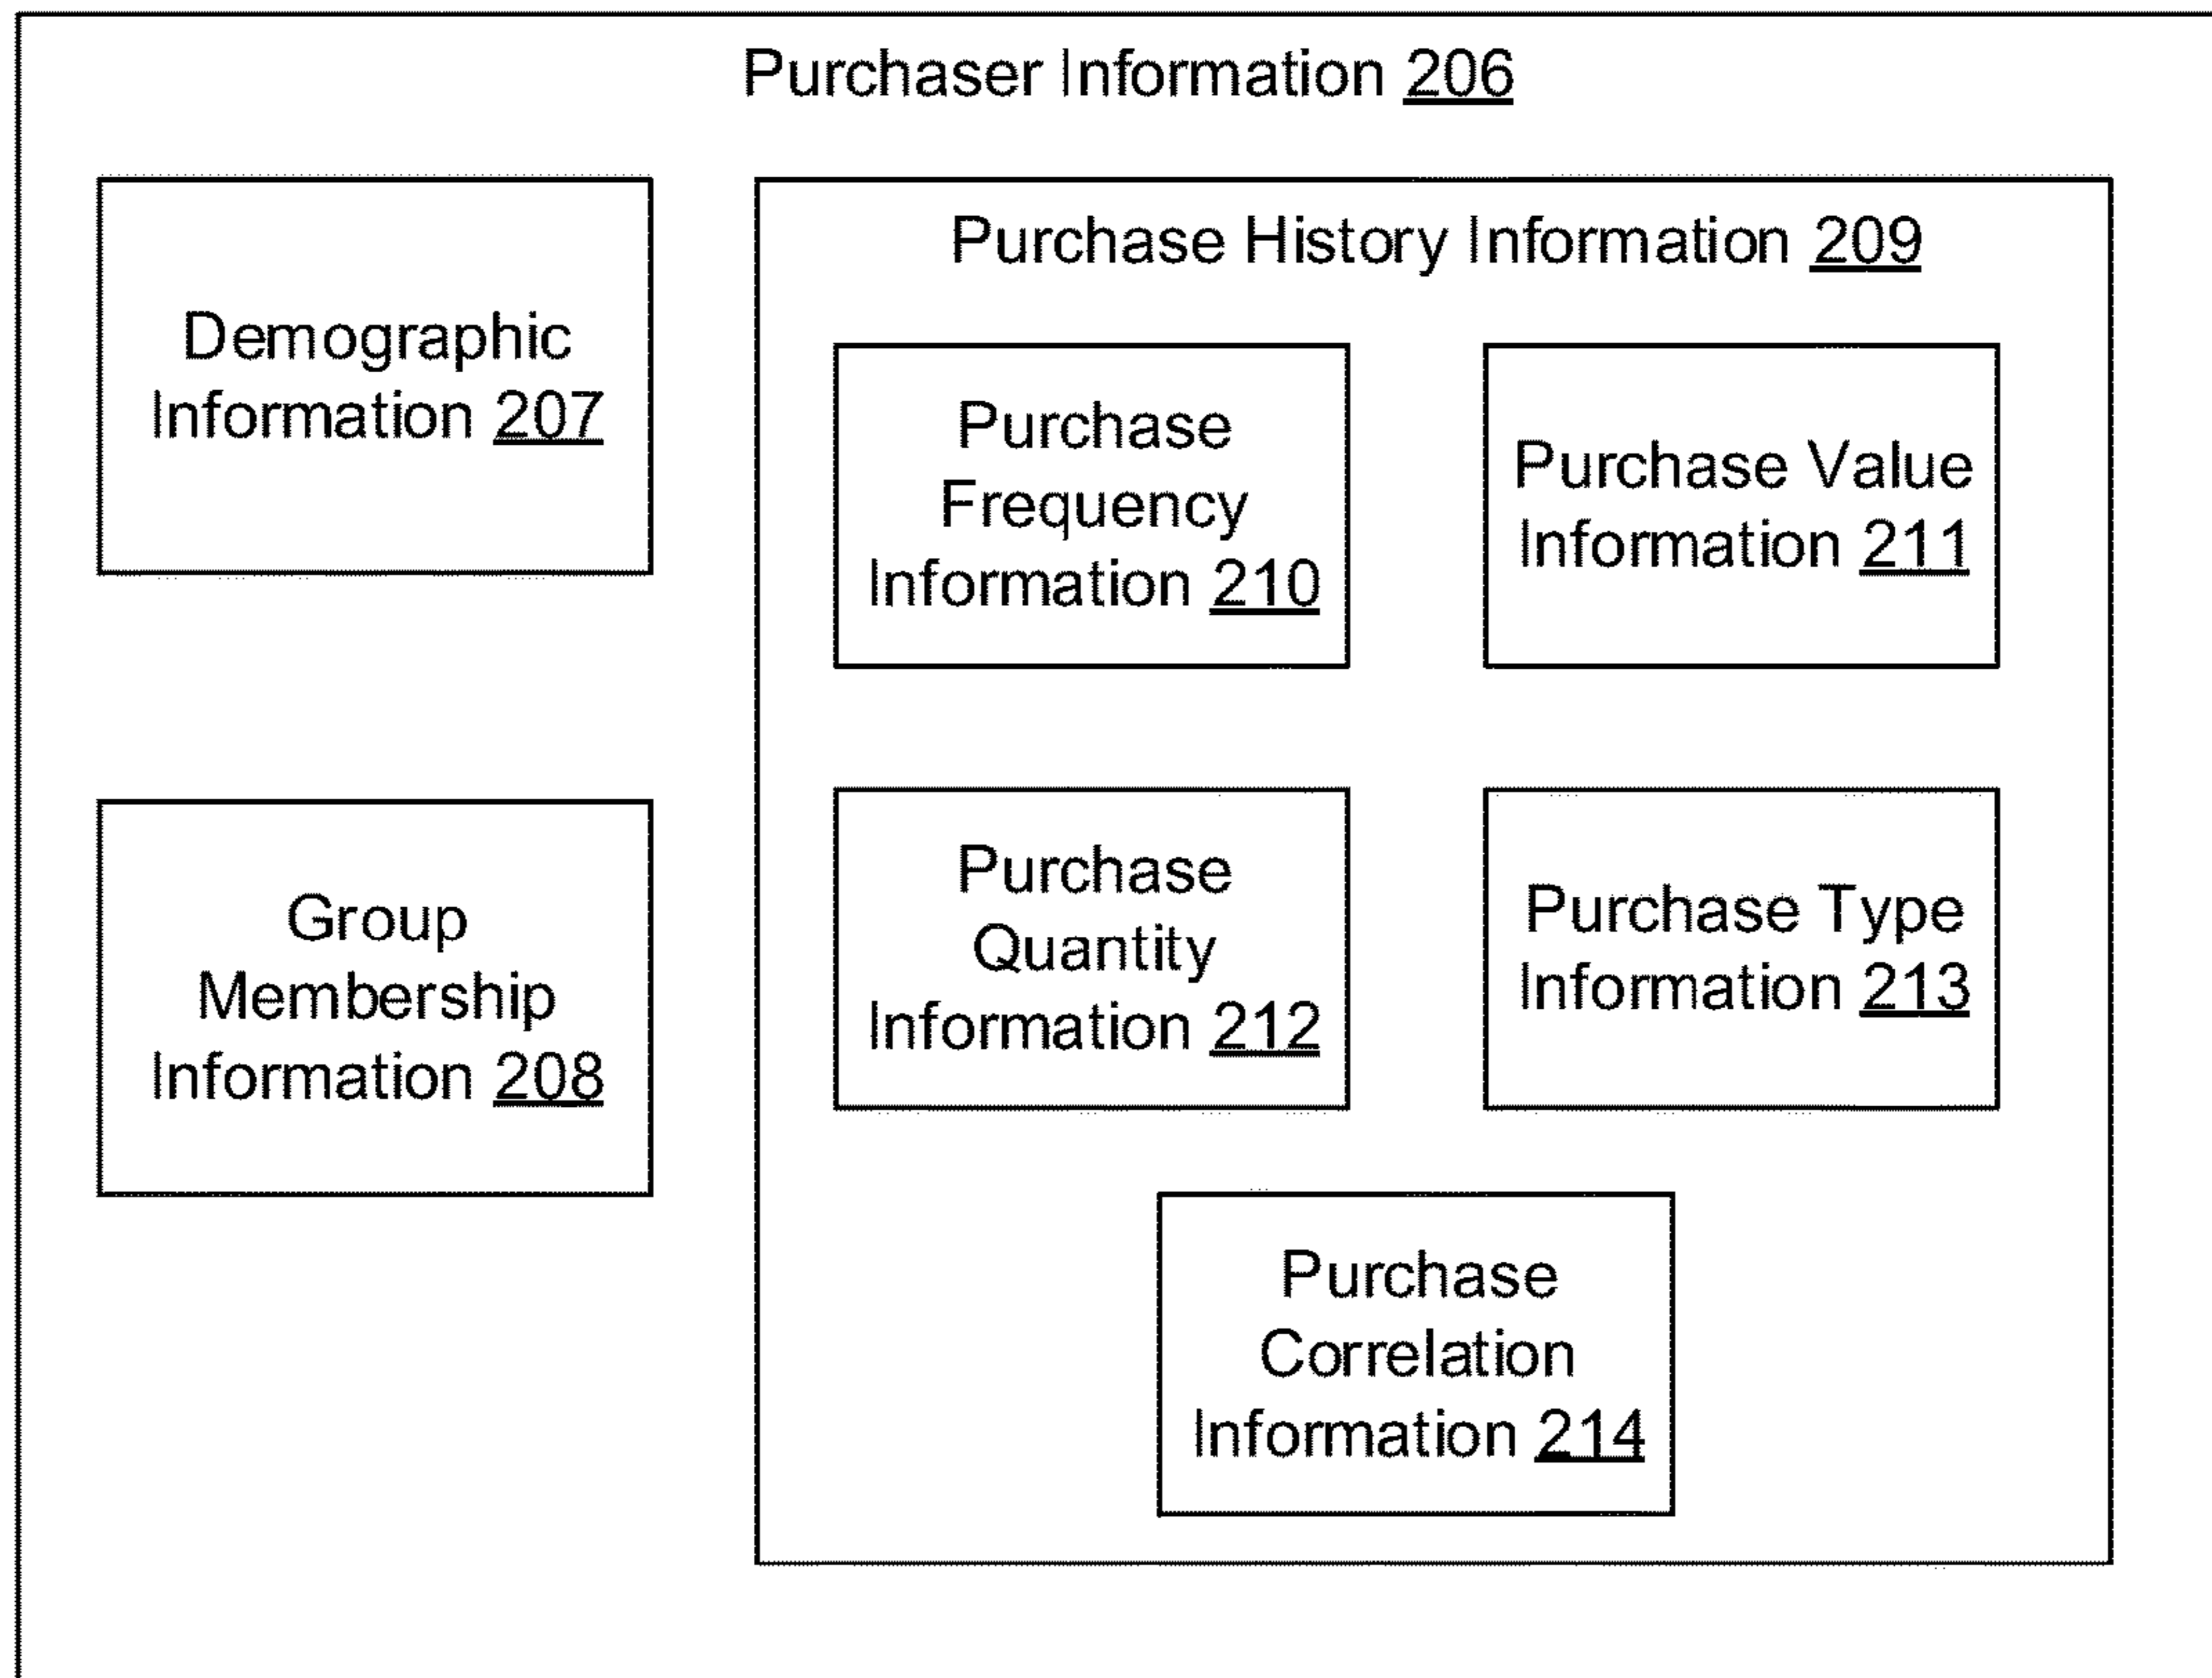 Purchaser Information 206
Demographic
Information 207
Group
Membership
Information 208
Purchase History Information 209
Purchase
Frequency
Information 210
Purchase Value
Information 211
Purchase
Quantity
Information 212
Purchase Type
Information 213
Purchase
Correlation
Information 214